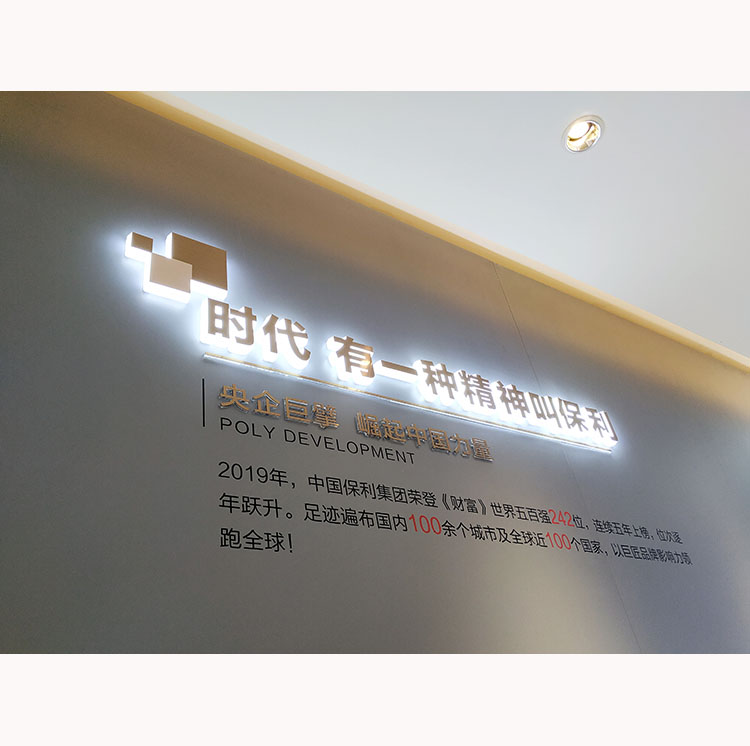 时代 有一种精神叫保利
央企巨擘 崛起中国力量
POLY DEVELOPMENT
2019年，中国保利集团荣登《财富》世界五百强242位，连续五年上榜，位次逐
年跃升。足迹遍布国内100余个城市及全球近100个国家，以巨匠品牌影响力领
跑全球！